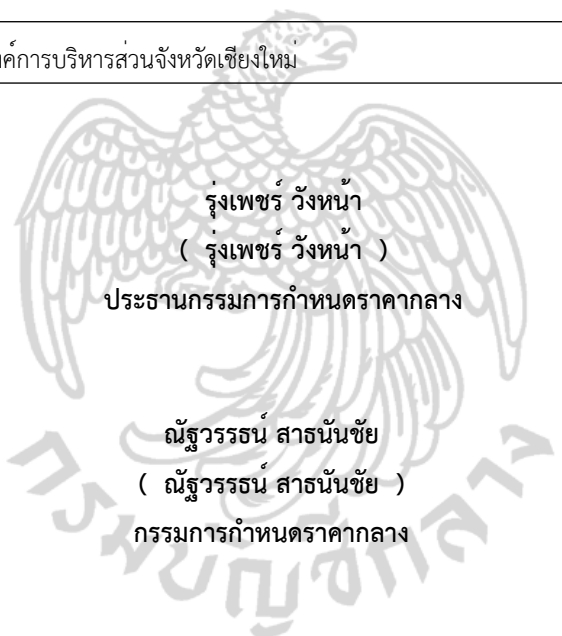 ค์การบริหารส่วนจังหวัดเชียงใหม่
รุ่งเพชร์ วังหน้า
( รุ่งเพชร์ วังหน้า )
ประธานกรรมการกำหนดราคากลาง
ณัฐวรรธน์ สาธนันชัย
( ณัฐวรรธน์ สาธนันชัย )
กรรมการกำหนดราคากลาง
กรมบัญชีกลาง